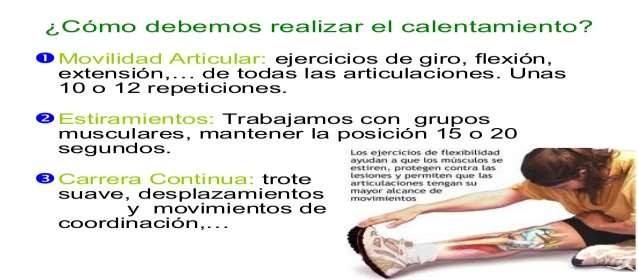 ¿Cómo debemos realizar el calentamiento?
❶ Movilidad Articular: ejercicios de giro, flexión,
extensión,... de todas las articulaciones. Unas
10 o 12 repeticiones.
❷ Estiramientos: Trabajamos con grupos
musculares, mantener la posición 15 o 20
segundos.
❸ Carrera Continua: trote
suave, desplazamientos
y movimientos de
coordinación,...
Los ejercicios de flexibilidad
ayudan a que los músculos se
estiren, protegen contra las
lesiones y permiten que las
articulaciones tengan su
mayor alcance de
movimientos